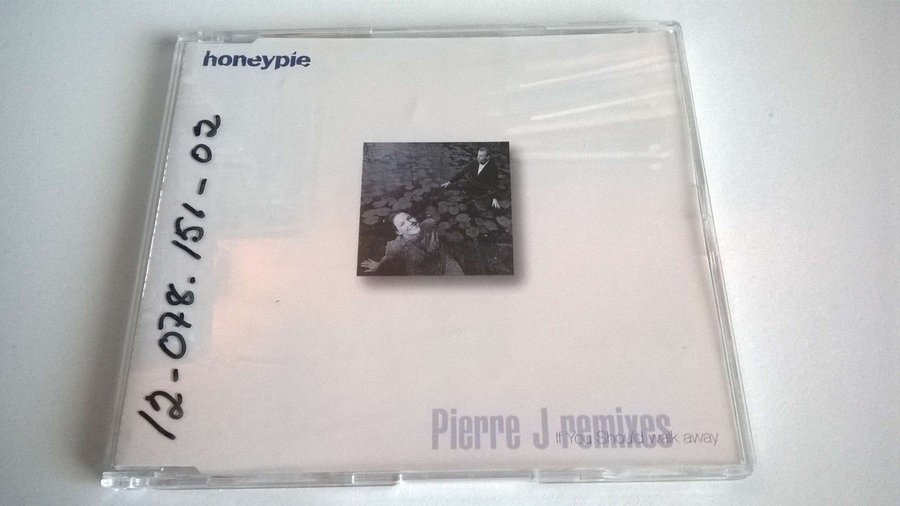 honeypie
12-078.151-02
Pierre J remixes
If You Should walk away